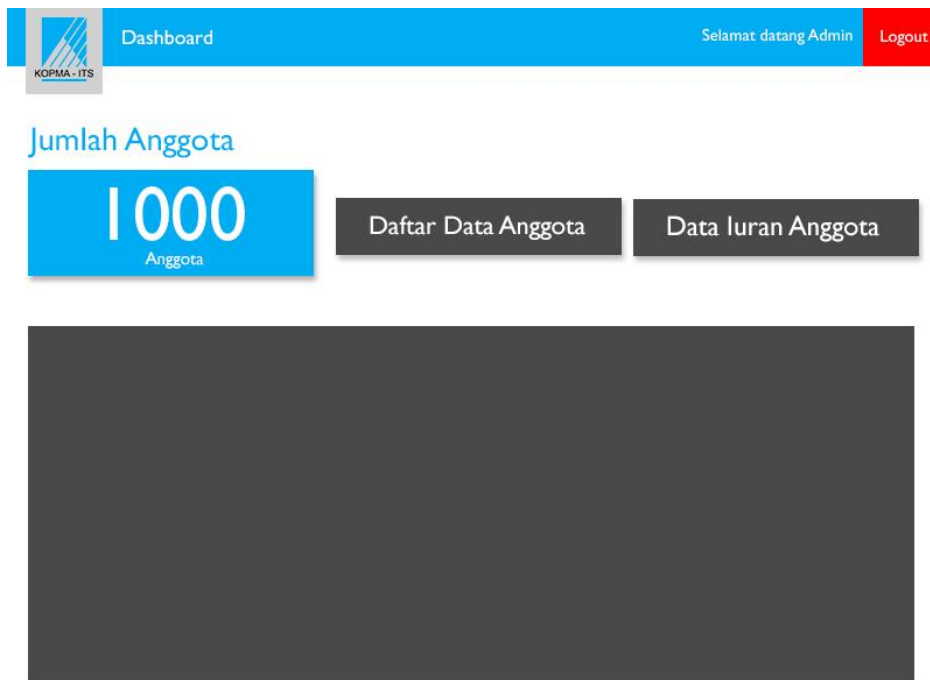 Dashboard
Selamat datang Admin
Logout
KOPMA - ITS
Jumlah Anggota
1000
Anggota
Daftar Data Anggota
Data Iuran Anggota